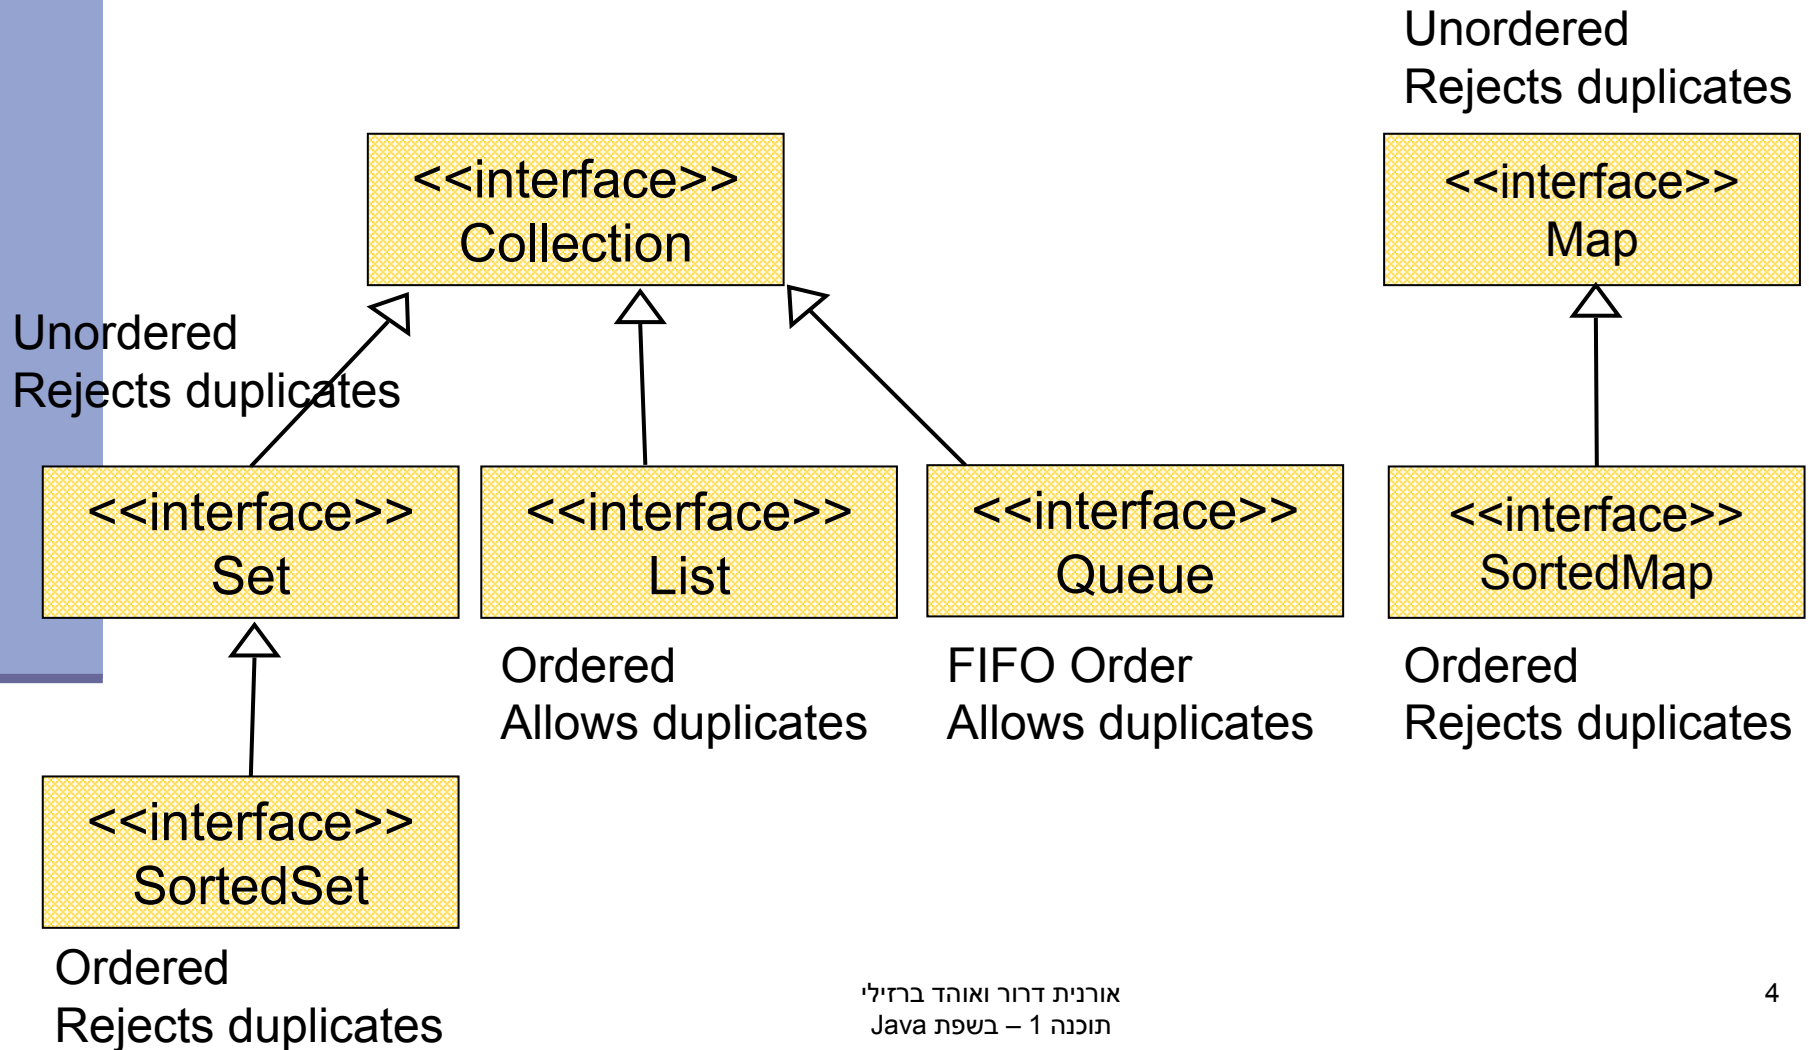 Unordered
Rejects duplicates
<<interface>>
Collection
<<interface>>
Map
Unordered
Rejects duplicates
<<interface>>
Set
<<interface>>
List
<<interface>>
Queue
<<interface>>
SortedMap
Ordered
Allows duplicates
FIFO Order
Allows duplicates
Ordered
Rejects duplicates
<<interface>>
SortedSet
Ordered
Rejects duplicates
אורנית דרור ואוהד ברזילי
תוכנה 1 – בשפת Java
4